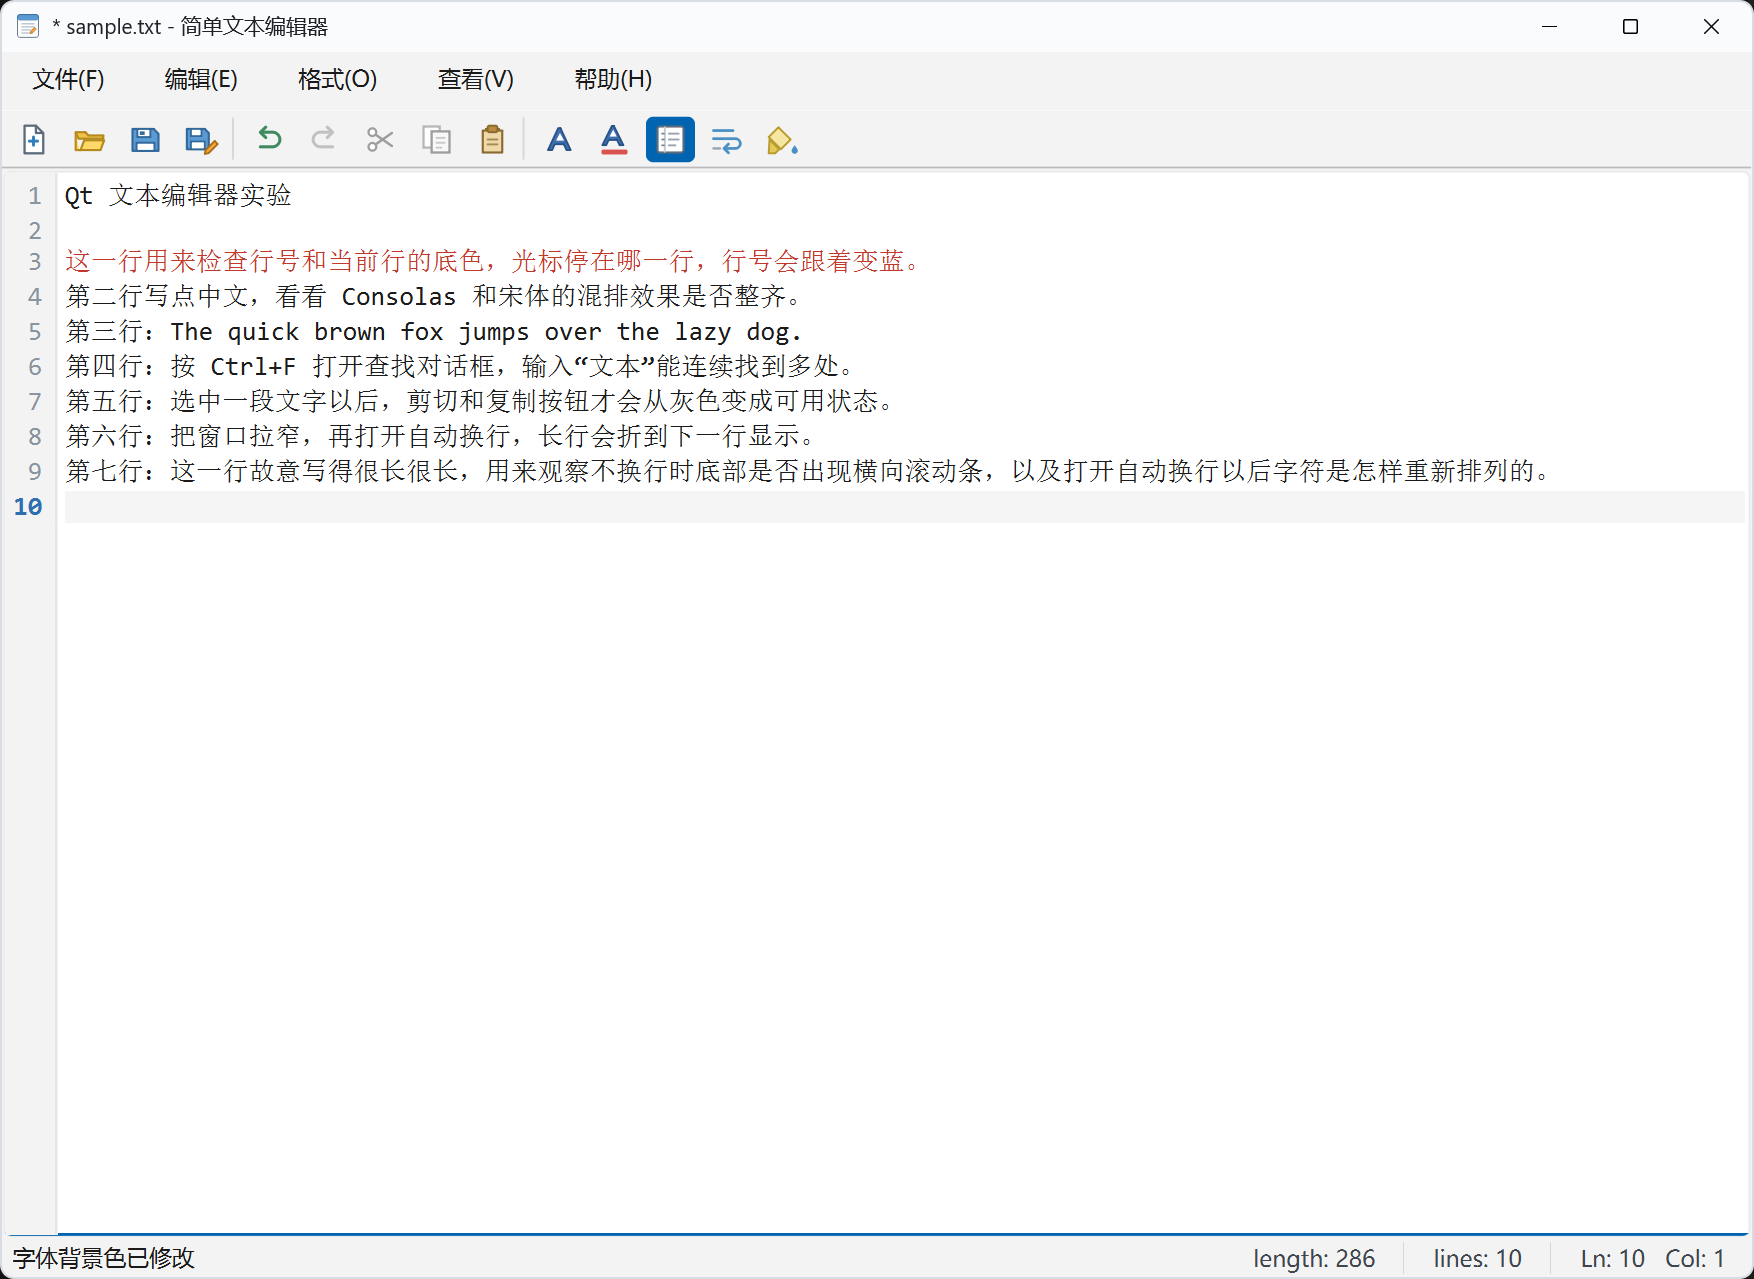 * sample.txt - 简单文本编辑器
文件(F) 编辑(E) 格式(O) 查看(V) 帮助(H)
1 Qt 文本编辑器实验
2
3 这一行用来检查行号和当前行的底色，光标停在哪一行，行号会跟着变蓝。
4 第二行写点中文，看看 Consolas 和宋体的混排效果是否整齐。
5 第三行：The quick brown fox jumps over the lazy dog.
6 第四行：按 Ctrl+F 打开查找对话框，输入“文本”能连续找到多处。
7 第五行：选中一段文字以后，剪切和复制按钮才会从灰色变成可用状态。
8 第六行：把窗口拉窄，再打开自动换行，长行会折到下一行显示。
9 第七行：这一行故意写得很长很长，用来观察不换行时底部是否出现横向滚动条，以及打开自动换行以后字符是怎样重新排列的。
10
字体背景色已修改 length: 286 lines: 10 Ln: 10 Col: 1